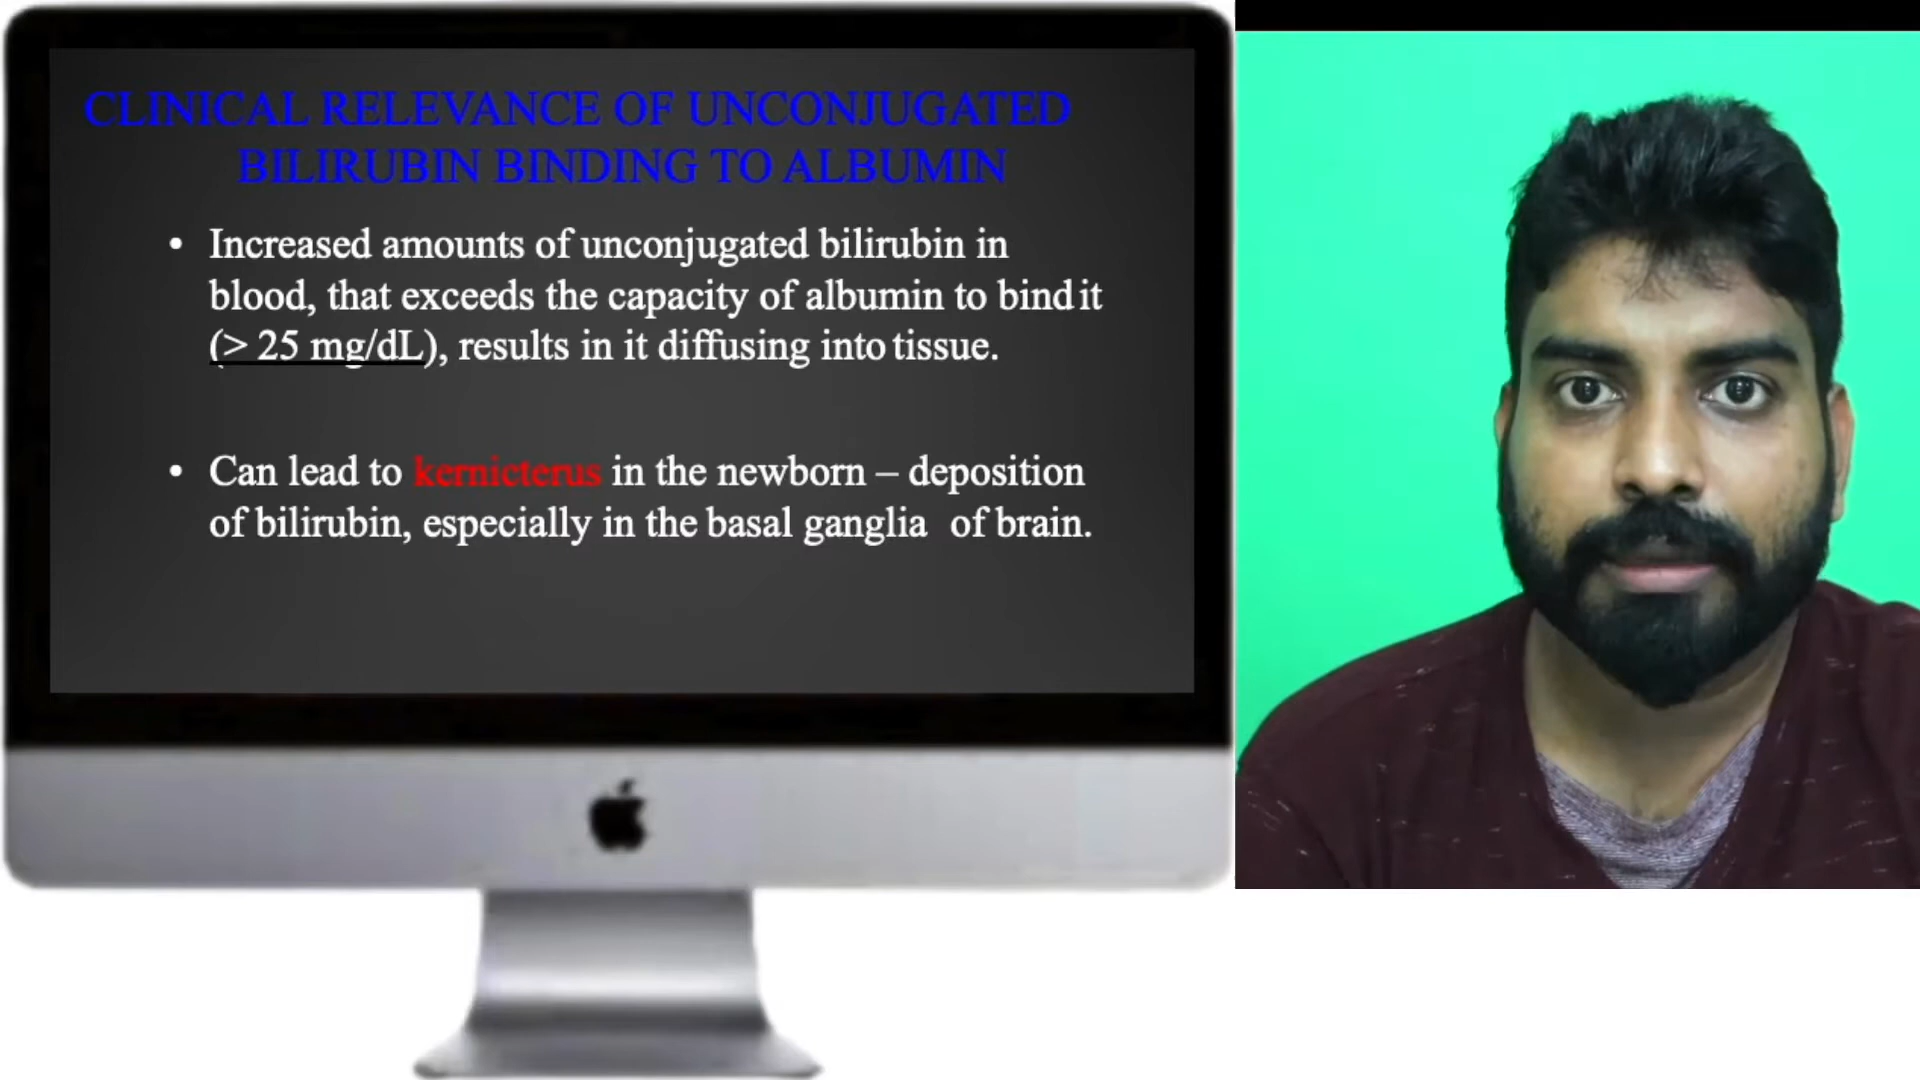 CLINICAL RELEVANCE OF UNCONJUGATED
BILIRUBIN BINDING TO ALBUMIN
• Increased amounts of unconjugated bilirubin in
blood, that exceeds the capacity of albumin to bind it
(> 25 mg/dL), results in it diffusing into tissue.
• Can lead to kernicterus in the newborn – deposition
of bilirubin, especially in the basal ganglia of brain.